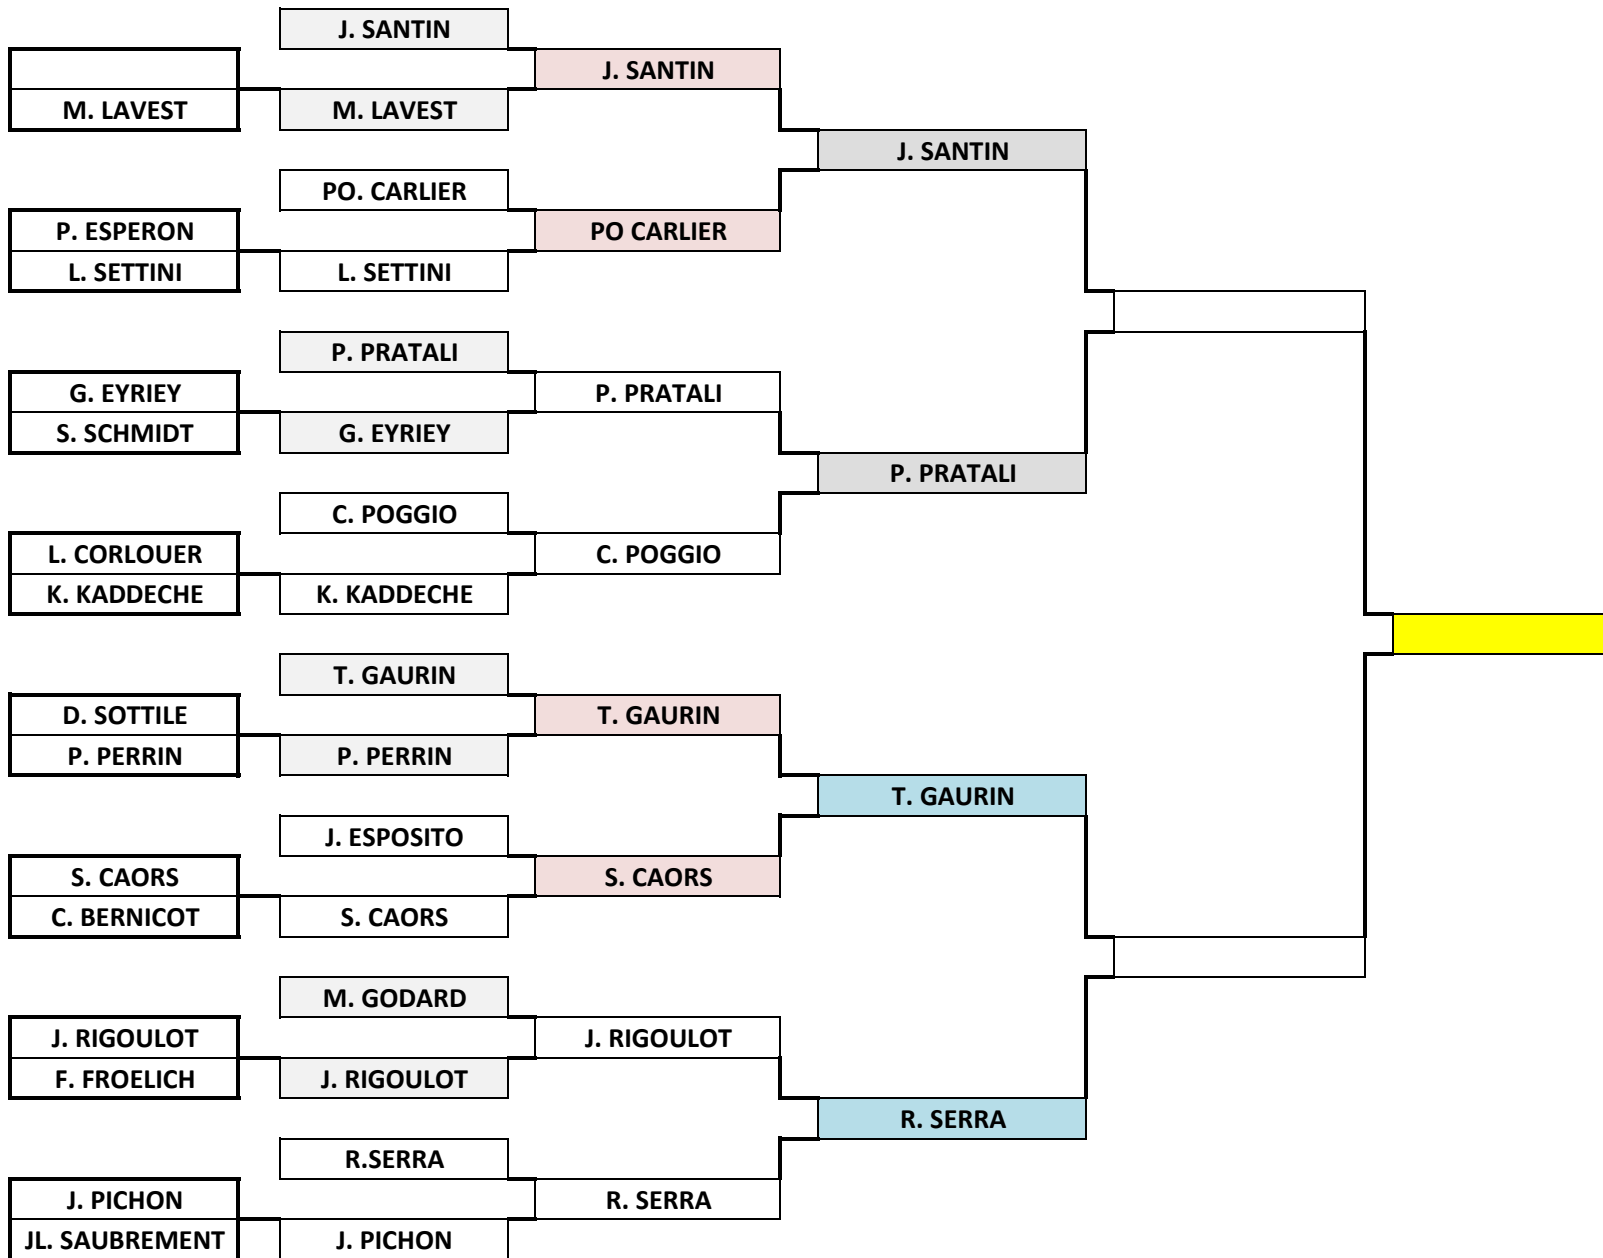 J. SANTIN
J. SANTIN
M. LAVEST
M. LAVEST
J. SANTIN
PO. CARLIER
P. ESPERON
PO CARLIER
L. SETTINI
L. SETTINI
P. PRATALI
G. EYRIEY
P. PRATALI
S. SCHMIDT
G. EYRIEY
P. PRATALI
C. POGGIO
L. CORLOUER
C. POGGIO
K. KADDECHE
K. KADDECHE
T. GAURIN
D. SOTTILE
T. GAURIN
P. PERRIN
P. PERRIN
T. GAURIN
J. ESPOSITO
S. CAORS
S. CAORS
C. BERNICOT
S. CAORS
M. GODARD
J. RIGOULOT
J. RIGOULOT
F. FROELICH
J. RIGOULOT
R. SERRA
R.SERRA
J. PICHON
R. SERRA
JL. SAUBREMENT
J. PICHON